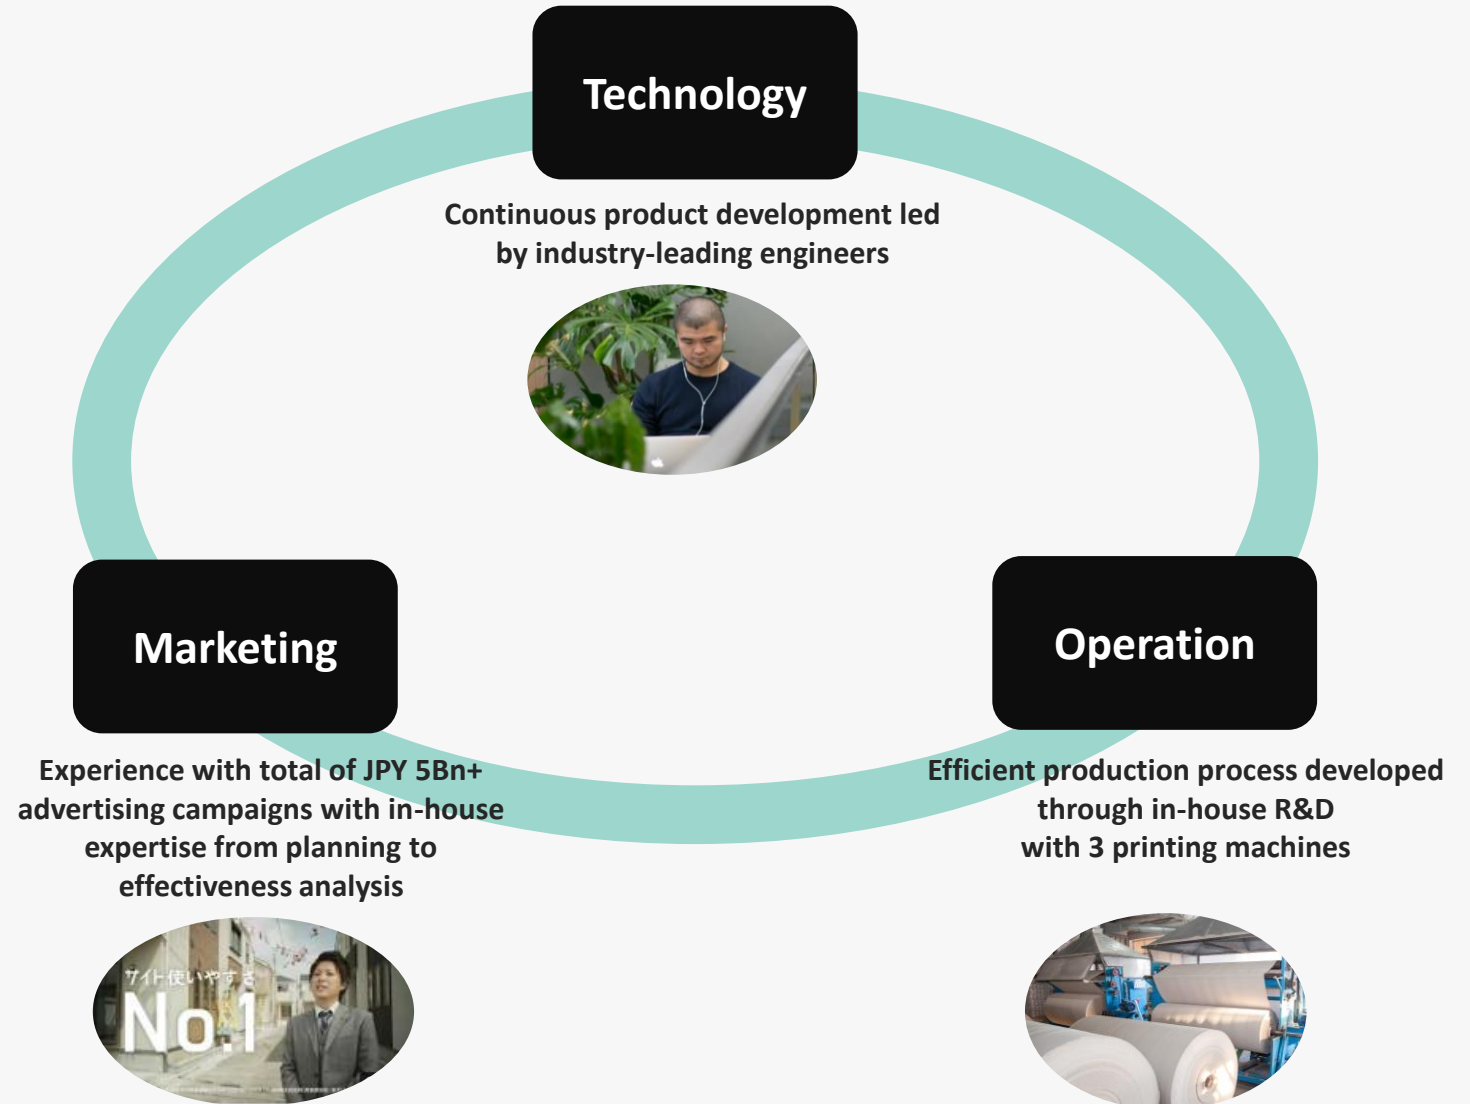 Technology
Continuous product development led
by industry-leading engineers
Marketing
Experience with total of JPY 5Bn+
advertising campaigns with in-house
expertise from planning to
effectiveness analysis
サイト使いやすさ
No.1
Operation
Efficient production process developed
through in-house R&D
with 3 printing machines